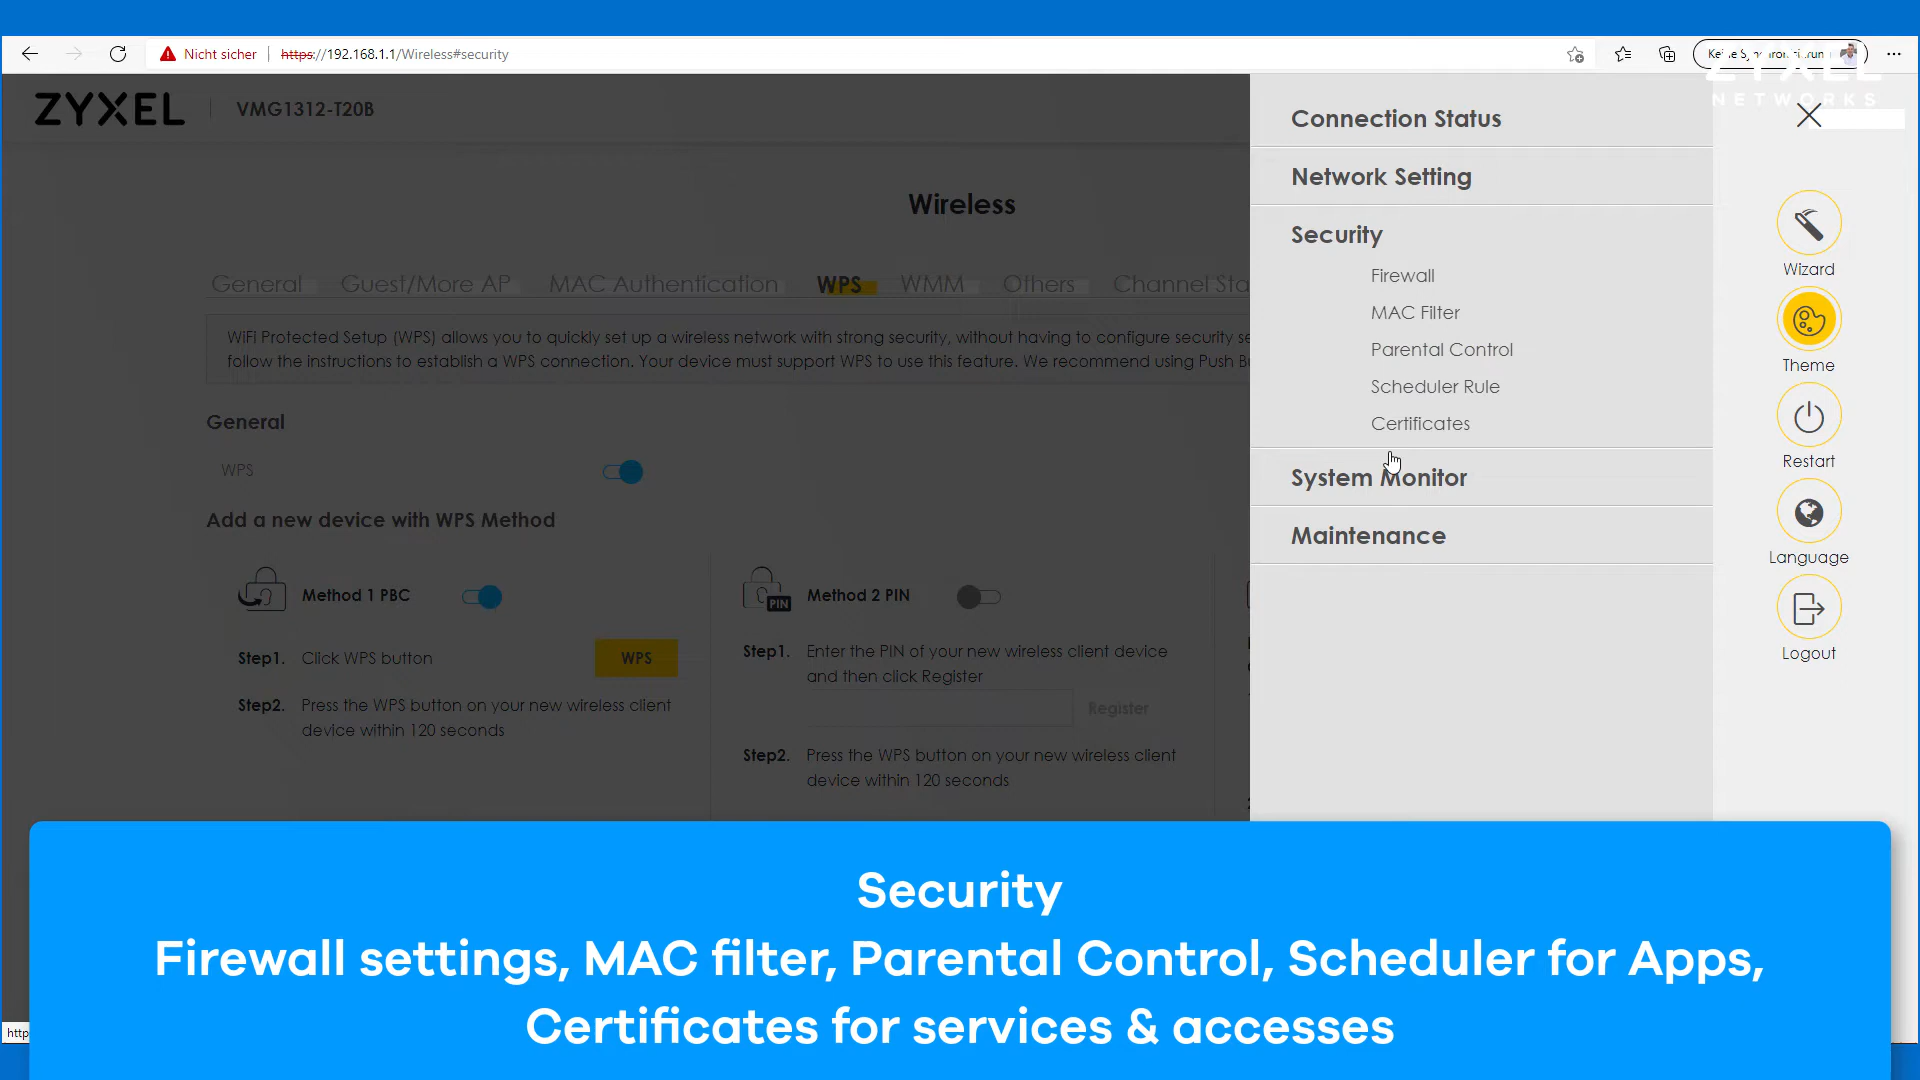 Nicht sicher
https://192.168.1.1/Wireless#security
ZYXEL
NETWORKS
ZYXEL
VMG1312-T20B
Wireless
General
Guest/More AP
MAC Authentication
WPS
WMM
Others
Channel Sta
WiFi Protected Setup (WPS) allows you to quickly set up a wireless network with strong security, without having to configure security se
follow the instructions to establish a WPS connection. Your device must support WPS to use this feature. We recommend using Push Bu
General
WPS
Add a new device with WPS Method
Method 1 PBC
Step1. Click WPS button
WPS
Step2. Press the WPS button on your new wireless client
device within 120 seconds
PIN
Method 2 PIN
Step1. Enter the PIN of your new wireless client device
and then click Register
Register
Step2. Press the WPS button on your new wireless client
device within 120 seconds
Connection Status
Network Setting
Security
Firewall
MAC Filter
Parental Control
Scheduler Rule
Certificates
System Monitor
Maintenance
Wizard
Theme
Restart
Language
Logout
http
Security
Firewall settings, MAC filter, Parental Control, Scheduler for Apps,
Certificates for services & accesses